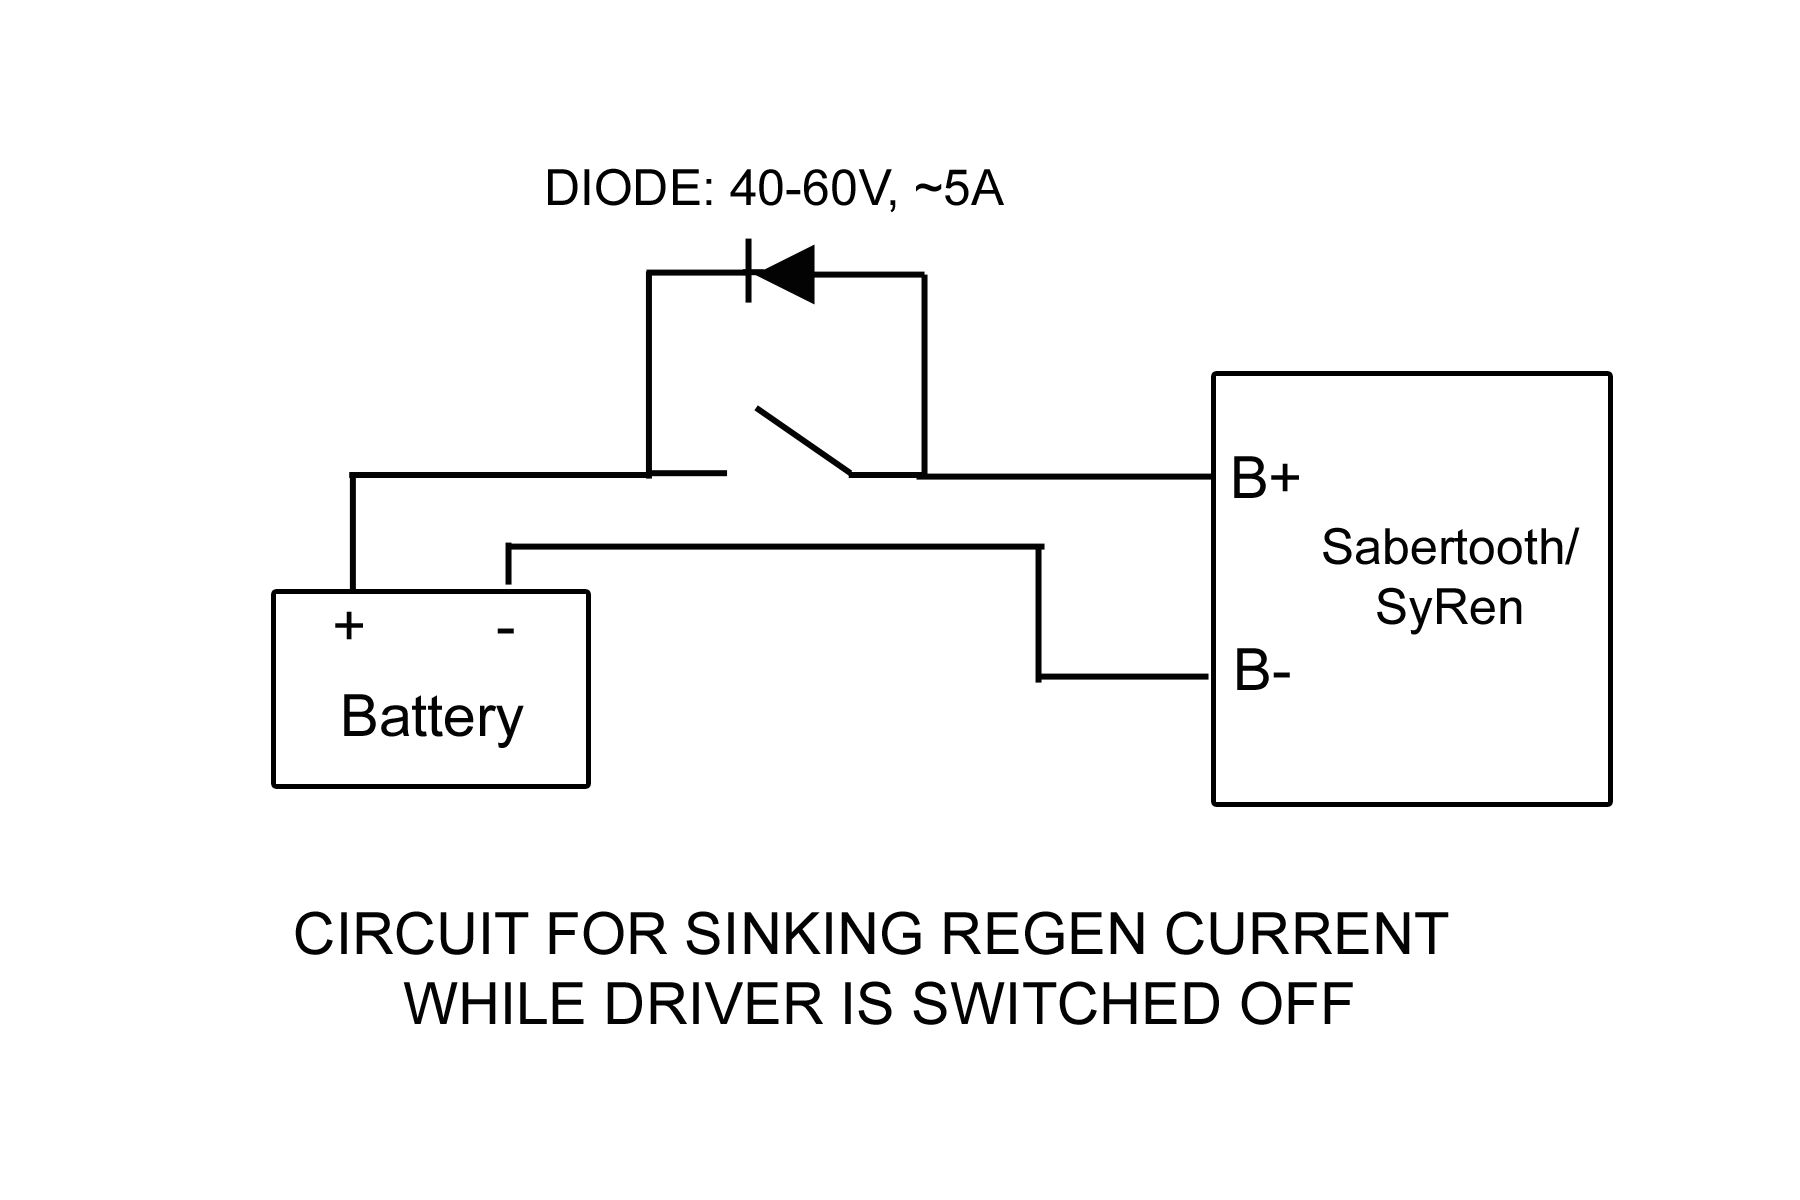 DIODE: 40-60V, ~5A
B+
Sabertooth/
SyRen
B-
+ -
Battery
CIRCUIT FOR SINKING REGEN CURRENT
WHILE DRIVER IS SWITCHED OFF